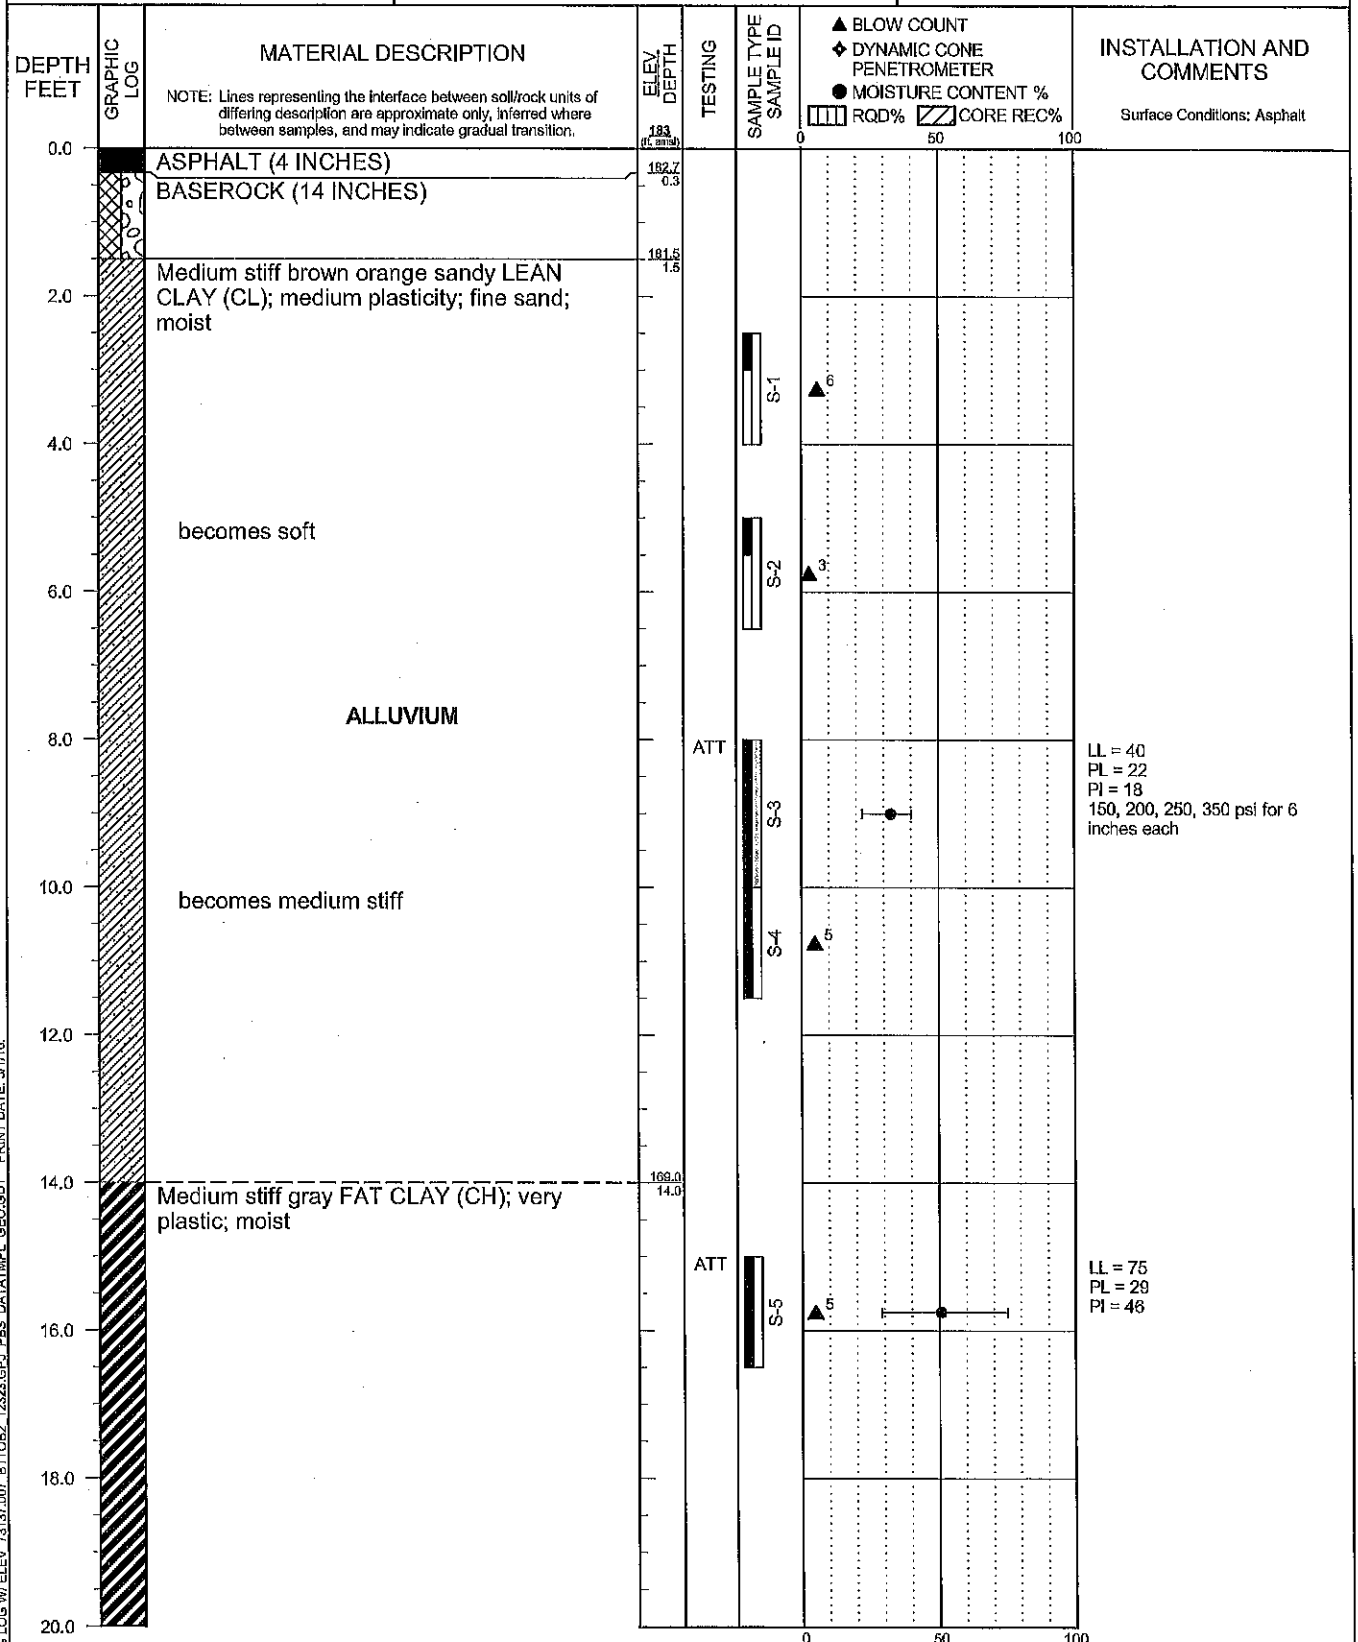 DEPTH
FEET
GRAPHIC
LOG
MATERIAL DESCRIPTION
NOTE: Lines representing the interface between soil/rock units of
differing description are approximate only, inferred where
between samples, and may indicate gradual transition.
ELEV.
DEPTH
183
(ft. amsl)
TESTING
SAMPLE TYPE
SAMPLE ID
▲ BLOW COUNT
DYNAMIC CONE
PENETROMETER
● MOISTURE CONTENT %
RQD% CORE REC%
0 50 100
INSTALLATION AND
COMMENTS
Surface Conditions: Asphalt
0.0
ASPHALT (4 INCHES)
182.7
0.3
BASEROCK (14 INCHES)
181.5
1.5
Medium stiff brown orange sandy LEAN
CLAY (CL); medium plasticity; fine sand;
moist
2.0
S-1
6
4.0
becomes soft
S-2
3
6.0
ALLUVIUM
8.0
ATT
S-3
LL = 40
PL = 22
PI = 18
150, 200, 250, 350 psi for 6
inches each
10.0
becomes medium stiff
S-4
5
12.0
14.0
169.0
14.0
Medium stiff gray FAT CLAY (CH); very
plastic; moist
ATT
S-5
5
LL = 75
PL = 29
PI = 46
16.0
18.0
20.0
0 50 100